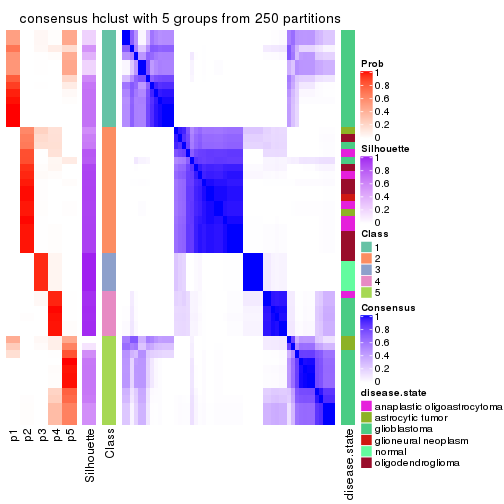 consensus hclust with 5 groups from 250 partitions
Prob
1
0.8
0.6
0.4
0.2
0
Silhouette
1
0.8
0.6
0.4
0.2
0
Class
1
2
3
4
5
Consensus
1
0.8
0.6
0.4
0.2
0
disease.state
anaplastic oligoastrocytoma
astrocytic tumor
glioblastoma
glioneural neoplasm
normal
oligodendroglioma
p1
p2
p3
p4
p5
Silhouette
Class
disease.state